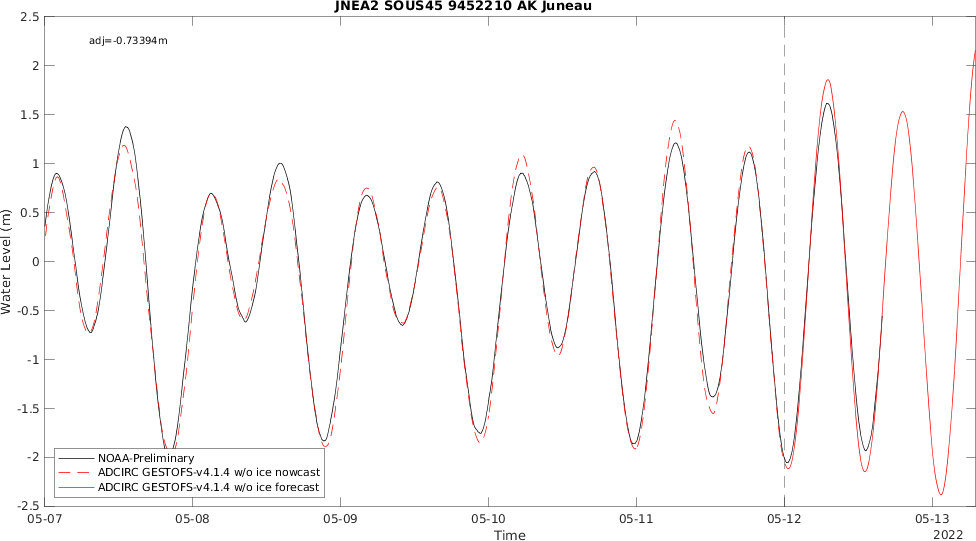 JNEA2 SOUS45 9452210 AK Juneau
adj=-0.73394m
2.5
2
1.5
1
0.5
0
-0.5
-1
-1.5
-2
-2.5
Water Level (m)
NOAA-Preliminary
ADCIRC GESTOFS-v4.1.4 w/o ice nowcast
ADCIRC GESTOFS-v4.1.4 w/o ice forecast
05-07 05-08 05-09 05-10 05-11 05-12 05-13
Time
2022